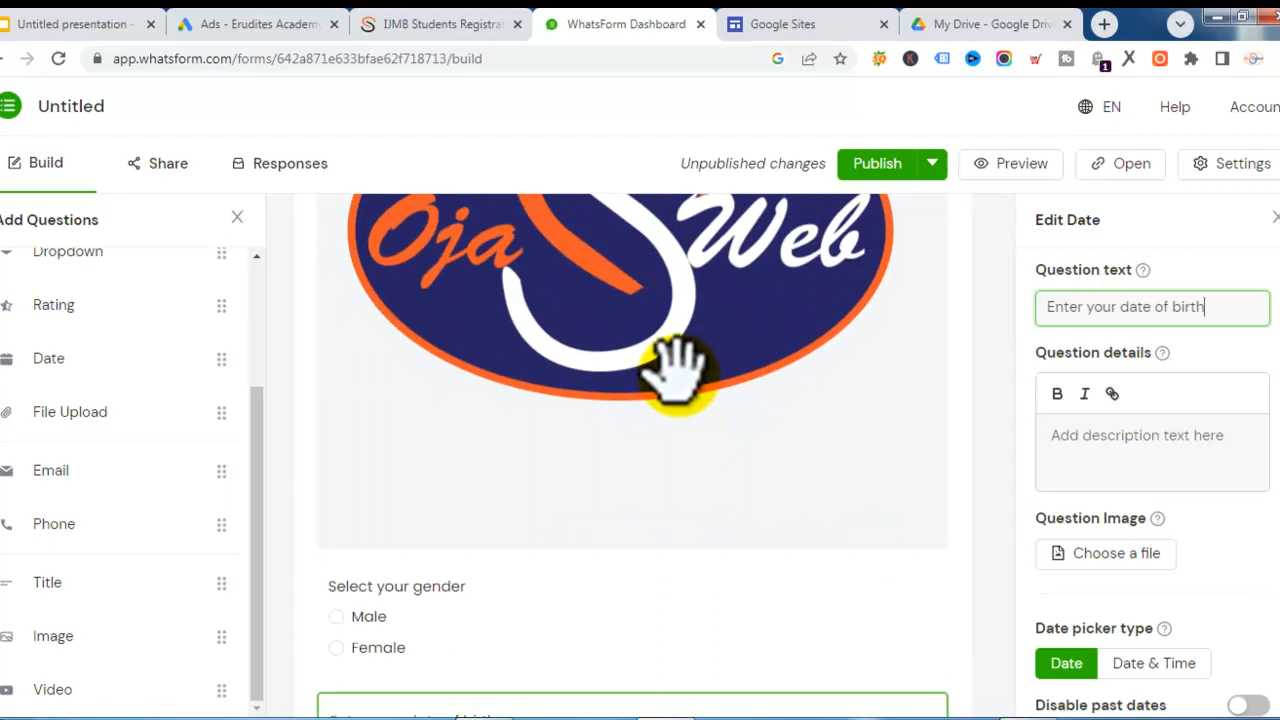 Untitled presentation -
Ads - Erudites Academ
IJMB Students Registra
WhatsForm Dashboard
Google Sites
My Drive - Google Driv
app.whatsform.com/forms/642a871e633bfae62f718713/build
1
Untitled
EN
Help
Accoun
Build
Share
Responses
Unpublished changes
Publish
Preview
Open
Settings
Add Questions
Dropdown
Rating
Date
File Upload
Email
Phone
Title
Image
Video
Oja Web
Select your gender
Male
Female
Edit Date
Question text
Enter your date of birth
Question details
B I
Add description text here
Question Image
Choose a file
Date picker type
Date
Date & Time
Disable past dates